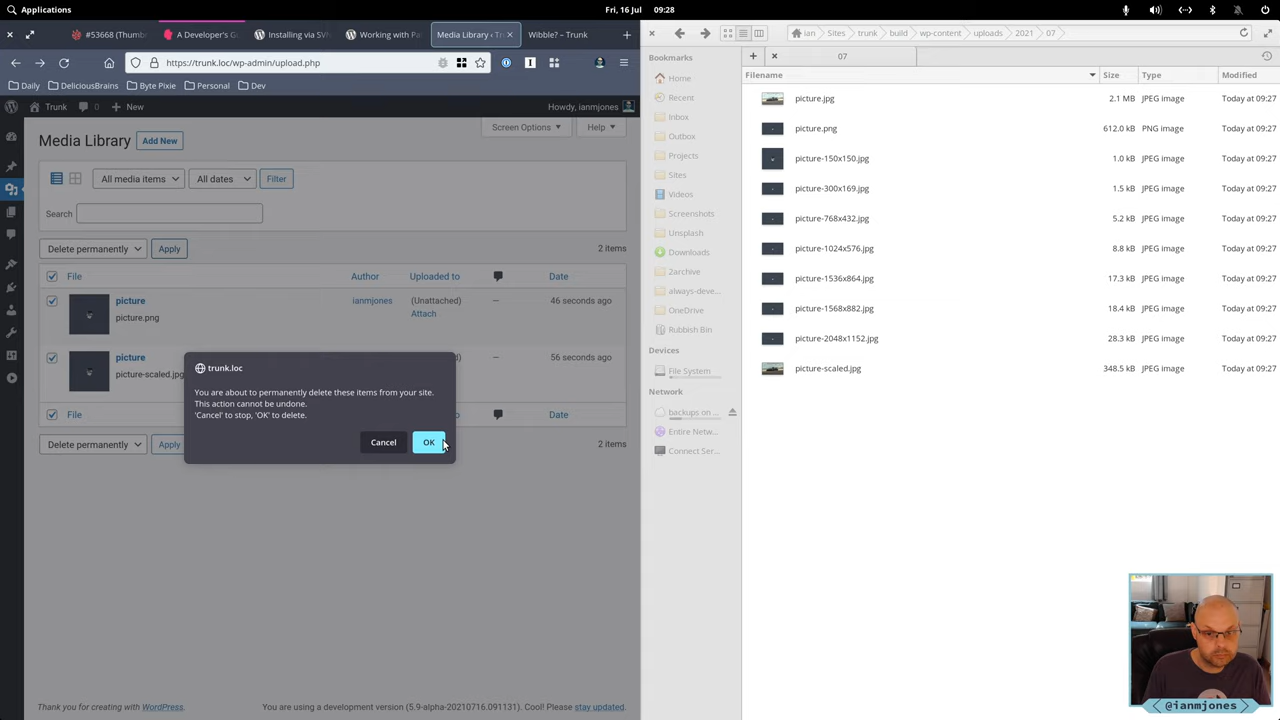 Applications
Fri, 16 Jul
09:28
53668 (Thumb
A Developer's G
Installing via SV
Working with Pa
Media Library ‹ Tru
Wibble? – Trunk
https://trunk.loc/wp-admin/upload.php
Daily
DeliciousBrains
Byte Pixie
Personal
Dev
Trunk
0
New
Howdy, ianmjones
Media Library
Add New
Screen Options
Help
All media items
All dates
Filter
Search
Delete permanently
Apply
2 items
File
Author
Uploaded to
Date
picture
picture.png
ianmjones
(Unattached)
Attach
—
46 seconds ago
picture
picture-scaled.jpg
—
56 seconds ago
File
Date
Delete permanently
Apply
2 items
trunk.loc
You are about to permanently delete these items from your site.
This action cannot be undone.
'Cancel' to stop, 'OK' to delete.
Cancel
OK
Thank you for creating with WordPress.
You are using a development version (5.9-alpha-20210716.091131). Cool! Please stay updated.
ian
Sites
trunk
build
wp-content
uploads
2021
07
Bookmarks
Home
Recent
Inbox
Outbox
Projects
Sites
Videos
Screenshots
Unsplash
Downloads
2archive
always-deve...
OneDrive
Rubbish Bin
Devices
File System
Network
backups on ...
Entire Netw...
Connect Ser...
07
Filename
Size
Type
Modified
picture.jpg 2.1 MB JPEG image Today at 09:27
picture.png 612.0 kB PNG image Today at 09:27
picture-150x150.jpg 1.0 kB JPEG image Today at 09:27
picture-300x169.jpg 1.5 kB JPEG image Today at 09:27
picture-768x432.jpg 5.2 kB JPEG image Today at 09:27
picture-1024x576.jpg 8.8 kB JPEG image Today at 09:27
picture-1536x864.jpg 17.3 kB JPEG image Today at 09:27
picture-1568x882.jpg 18.4 kB JPEG image Today at 09:27
picture-2048x1152.jpg 28.3 kB JPEG image Today at 09:27
picture-scaled.jpg 348.5 kB JPEG image Today at 09:27
@ianmjones